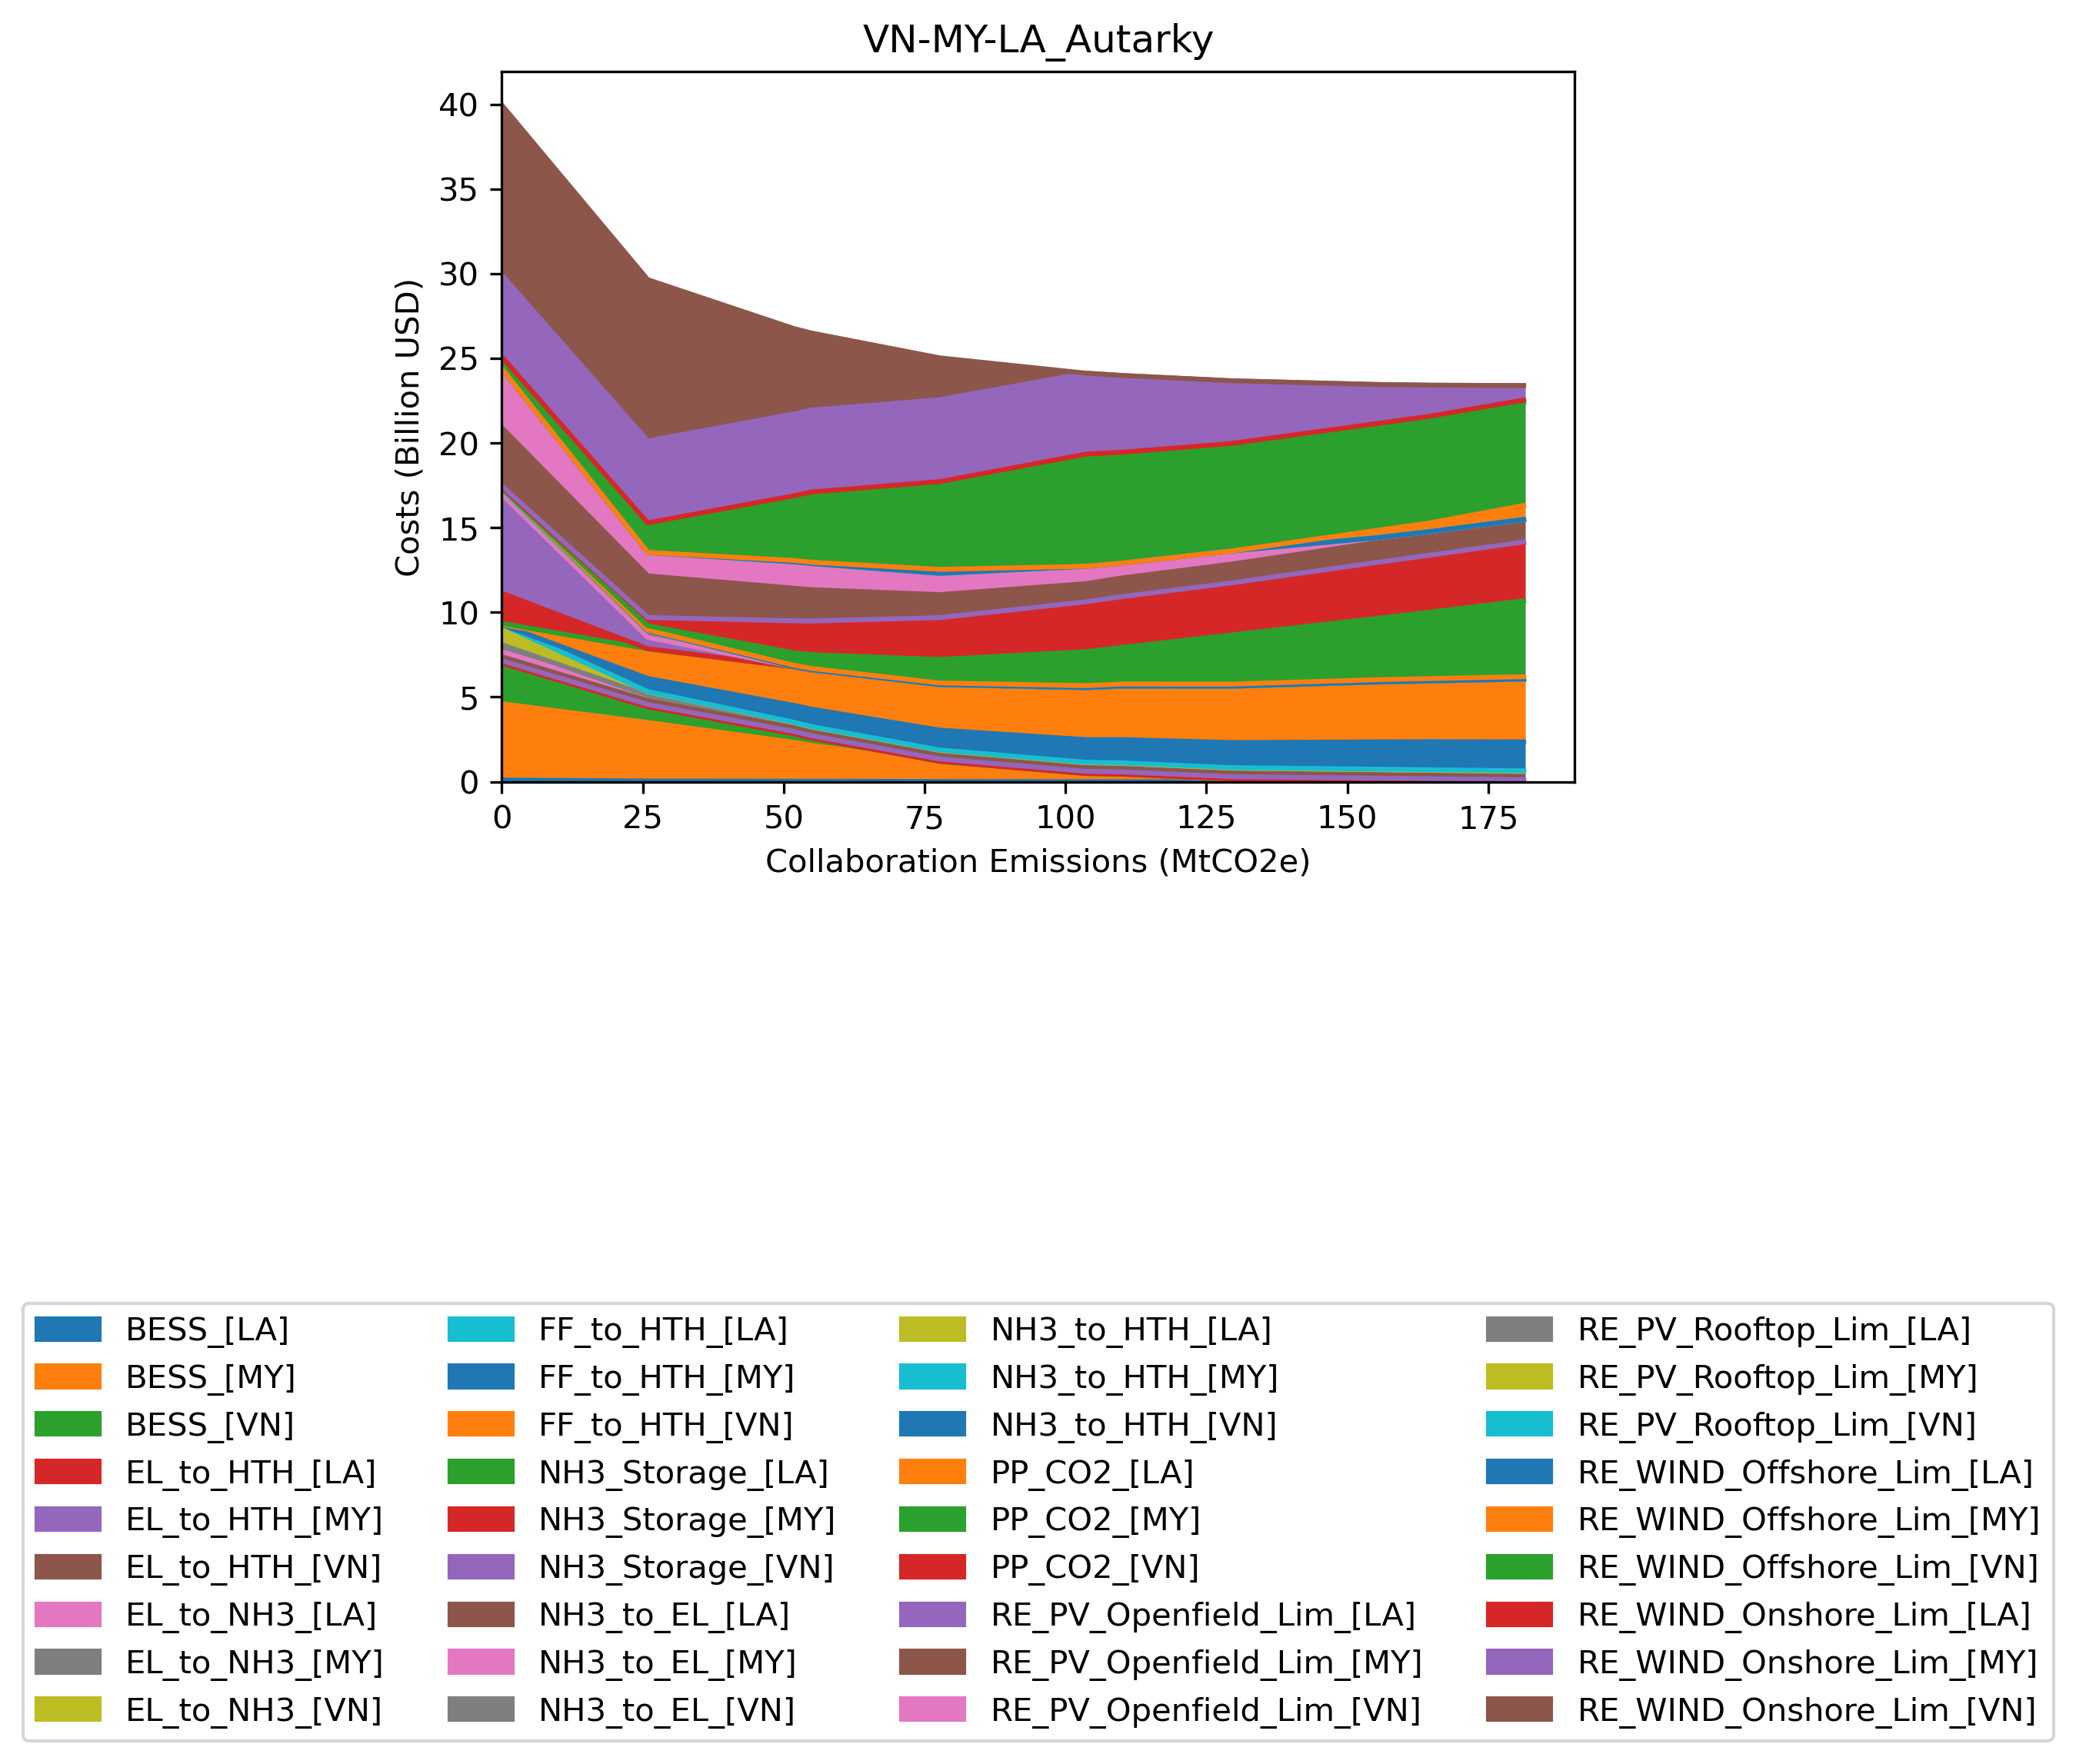 VN-MY-LA_Autarky
Costs (Billion USD)
40
35
30
25
20
15
10
5
0
0 25 50 75 100 125 150 175
Collaboration Emissions (MtCO2e)
BESS_[LA]
BESS_[MY]
BESS_[VN]
EL_to_HTH_[LA]
EL_to_HTH_[MY]
EL_to_HTH_[VN]
EL_to_NH3_[LA]
EL_to_NH3_[MY]
EL_to_NH3_[VN]
FF_to_HTH_[LA]
FF_to_HTH_[MY]
FF_to_HTH_[VN]
NH3_Storage_[LA]
NH3_Storage_[MY]
NH3_Storage_[VN]
NH3_to_EL_[LA]
NH3_to_EL_[MY]
NH3_to_EL_[VN]
NH3_to_HTH_[LA]
NH3_to_HTH_[MY]
NH3_to_HTH_[VN]
PP_CO2_[LA]
PP_CO2_[MY]
PP_CO2_[VN]
RE_PV_Openfield_Lim_[LA]
RE_PV_Openfield_Lim_[MY]
RE_PV_Openfield_Lim_[VN]
RE_PV_Rooftop_Lim_[LA]
RE_PV_Rooftop_Lim_[MY]
RE_PV_Rooftop_Lim_[VN]
RE_WIND_Offshore_Lim_[LA]
RE_WIND_Offshore_Lim_[MY]
RE_WIND_Offshore_Lim_[VN]
RE_WIND_Onshore_Lim_[LA]
RE_WIND_Onshore_Lim_[MY]
RE_WIND_Onshore_Lim_[VN]